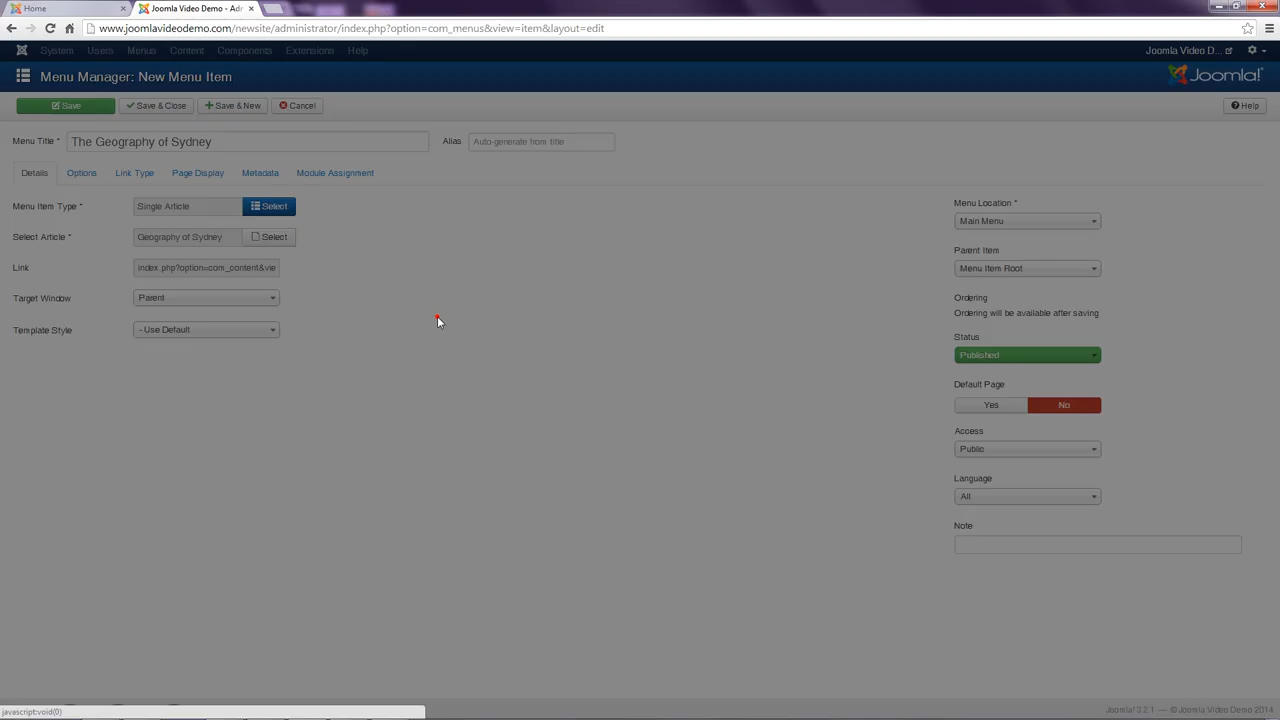 Home
Joomla Video Demo - Adr
www.joomlavideodemo.com/newsite/administrator/index.php?option=com_menus&view=item&layout=edit
System Users Menus Content Components Extensions Help
Joomla Video D...
Menu Manager: New Menu Item
Joomla!
Save
Save & Close
Save & New
Cancel
Help
Menu Title * The Geography of Sydney
Alias Auto-generate from title
Details Options Link Type Page Display Metadata Module Assignment
Menu Item Type * Single Article Select
Select Article * Geography of Sydney Select
Link index.php?option=com_content&vie
Target Window Parent
Template Style - Use Default
Menu Location *
Main Menu
Parent Item
Menu Item Root
Ordering
Ordering will be available after saving
Status
Published
Default Page
Yes No
Access
Public
Language
All
Note
javascript:void(0)
Joomla! 3.2.1 — © Joomla Video Demo 2014